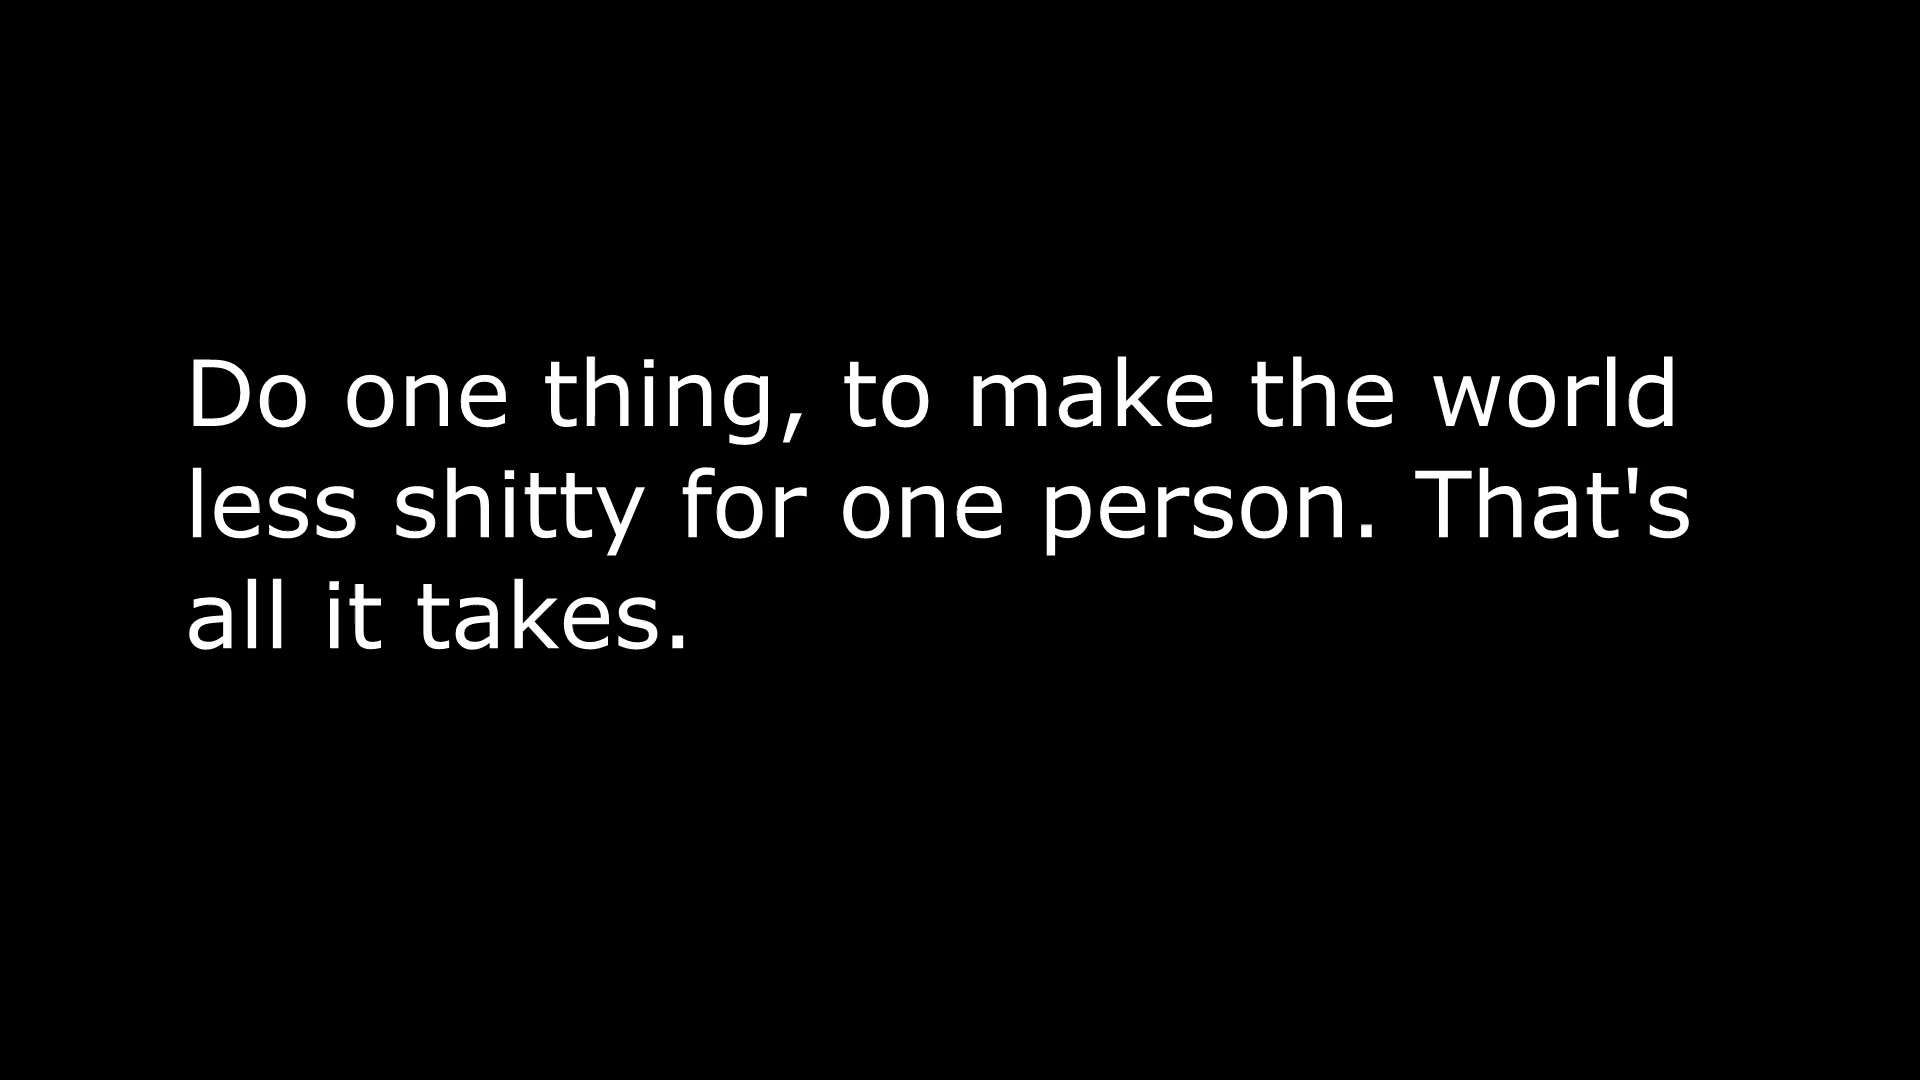 Do one thing, to make the world
less shitty for one person. That's
all it takes.